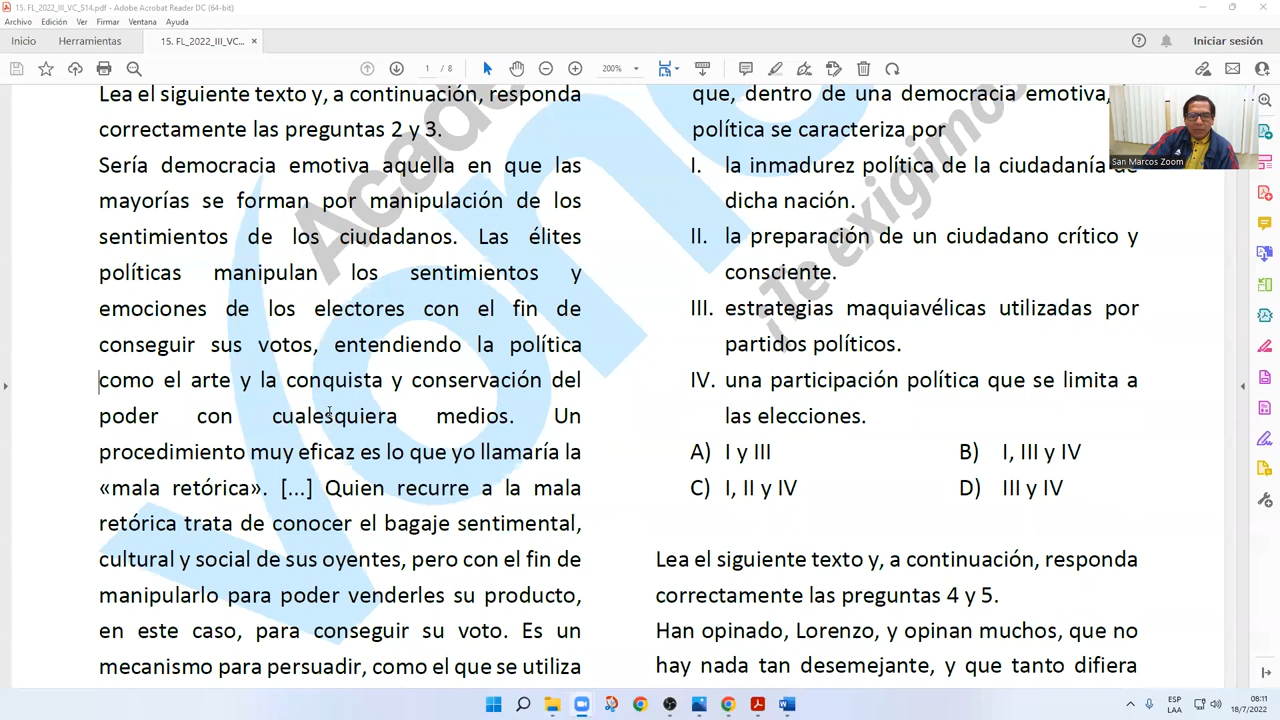 15. FL_2022_III_VC_S14.pdf - Adobe Acrobat Reader DC (64-bit)
Archivo Edición Ver Firmar Ventana Ayuda
Inicio Herramientas 15. FL_2022_III_VC... × Iniciar sesión
1 / 8 200%
Lea el siguiente texto y, a continuación, responda
correctamente las preguntas 2 y 3.
Sería democracia emotiva aquella en que las
mayorías se forman por manipulación de los
sentimientos de los ciudadanos. Las élites
políticas manipulan los sentimientos y
emociones de los electores con el fin de
conseguir sus votos, entendiendo la política
como el arte y la conquista y conservación del
poder con cualesquiera medios. Un
procedimiento muy eficaz es lo que yo llamaría la
«mala retórica». [...] Quien recurre a la mala
retórica trata de conocer el bagaje sentimental,
cultural y social de sus oyentes, pero con el fin de
manipularlo para poder venderles su producto,
en este caso, para conseguir su voto. Es un
mecanismo para persuadir, como el que se utiliza
que, dentro de una democracia emotiva,
política se caracteriza por
I. la inmadurez política de la ciudadanía de
dicha nación.
II. la preparación de un ciudadano crítico y
consciente.
III. estrategias maquiavélicas utilizadas por
partidos políticos.
IV. una participación política que se limita a
las elecciones.
A) I y III B) I, III y IV
C) I, II y IV D) III y IV
Lea el siguiente texto y, a continuación, responda
correctamente las preguntas 4 y 5.
Han opinado, Lorenzo, y opinan muchos, que no
hay nada tan desemejante, y que tanto difiera
Acad
Von
¡Te exigimos
San Marcos Zoom
ESP
LAA
08:11
18/7/2022